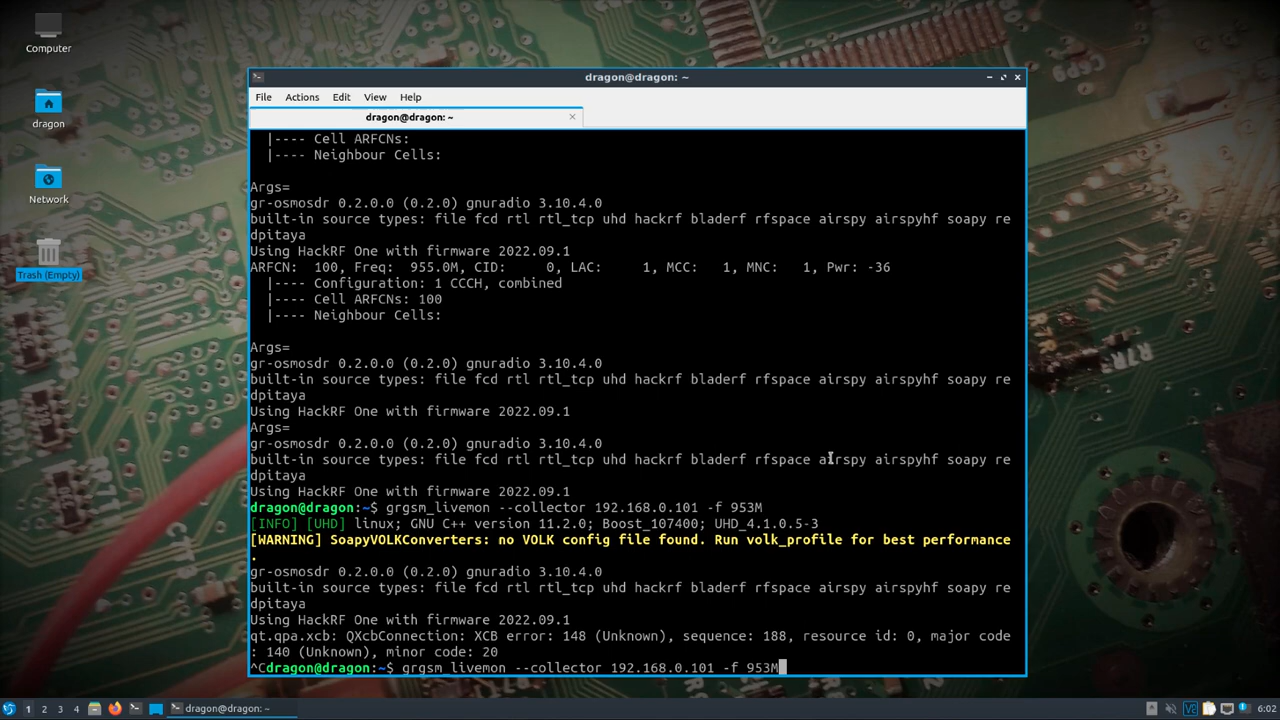 Computer
dragon
Network
Trash (Empty)
dragon@dragon: ~
File Actions Edit View Help
dragon@dragon: ~
|---- Cell ARFCNs:
|---- Neighbour Cells:
Args=
gr-osmosdr 0.2.0.0 (0.2.0) gnuradio 3.10.4.0
built-in source types: file fcd rtl rtl_tcp uhd hackrf bladerf rfspace airspy airspyhf soapy re
dpitaya
Using HackRF One with firmware 2022.09.1
ARFCN:  100, Freq:  955.0M, CID:     0, LAC:     1, MCC:   1, MNC:   1, Pwr: -36
|---- Configuration: 1 CCCH, combined
|---- Cell ARFCNs: 100
|---- Neighbour Cells:
Args=
gr-osmosdr 0.2.0.0 (0.2.0) gnuradio 3.10.4.0
built-in source types: file fcd rtl rtl_tcp uhd hackrf bladerf rfspace airspy airspyhf soapy re
dpitaya
Using HackRF One with firmware 2022.09.1
Args=
gr-osmosdr 0.2.0.0 (0.2.0) gnuradio 3.10.4.0
built-in source types: file fcd rtl rtl_tcp uhd hackrf bladerf rfspace airspy airspyhf soapy re
dpitaya
Using HackRF One with firmware 2022.09.1
dragon@dragon:~$ grgsm_livemon --collector 192.168.0.101 -f 953M
[INFO] [UHD] linux; GNU C++ version 11.2.0; Boost_107400; UHD_4.1.0.5-3
[WARNING] SoapyVOLKConverters: no VOLK config file found. Run volk_profile for best performance
.
gr-osmosdr 0.2.0.0 (0.2.0) gnuradio 3.10.4.0
built-in source types: file fcd rtl rtl_tcp uhd hackrf bladerf rfspace airspy airspyhf soapy re
dpitaya
Using HackRF One with firmware 2022.09.1
qt.qpa.xcb: QXcbConnection: XCB error: 148 (Unknown), sequence: 188, resource id: 0, major code
: 140 (Unknown), minor code: 20
^Cdragon@dragon:~$ grgsm_livemon --collector 192.168.0.101 -f 953M
1 2 3 4 dragon@dragon: ~ 6:02